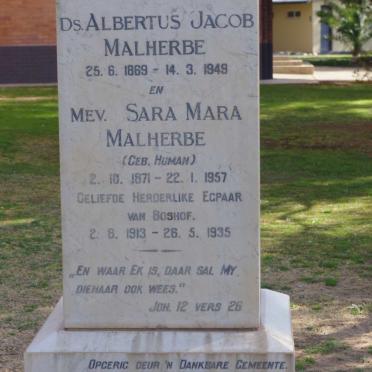 Ds. Albertus Jacob
Malherbe
25. 6. 1869 - 14. 3. 1949
en
Mev. Sara Mara
Malherbe
(Geb. Human)
2. 10. 1871 - 22. 1. 1957
Geliefde Herderlike Egpaar
van Boshof.
2. 8. 1913 - 26. 5. 1935
„En waar Ek is, daar sal My
dienaar ook wees."
Joh. 12 vers 26
Opgerig deur 'n Dankbare Gemeente.